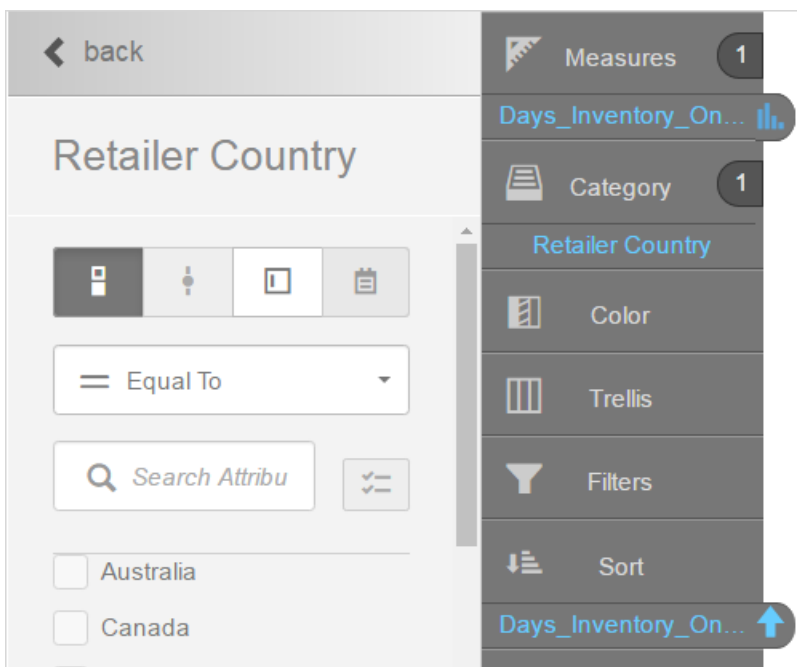 back
Retailer Country
Equal To
Search Attribu
Australia
Canada
Measures 1
Days_Inventory_On...
Category 1
Retailer Country
Color
Trellis
Filters
Sort
Days_Inventory_On...